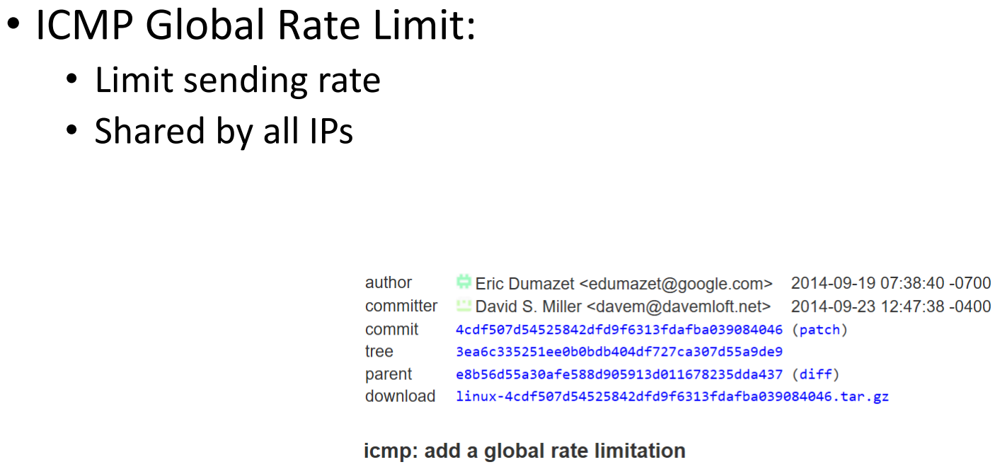 • ICMP Global Rate Limit:
• Limit sending rate
• Shared by all IPs
author Eric Dumazet <edumazet@google.com> 2014-09-19 07:38:40 -0700
committer David S. Miller <davem@davemloft.net> 2014-09-23 12:47:38 -0400
commit 4cdf507d54525842dfd9f6313fdafba039084046 (patch)
tree 3ea6c335251ee0b0bdb404df727ca307d55a9de9
parent e8b56d55a30afe588d905913d011678235dda437 (diff)
download linux-4cdf507d54525842dfd9f6313fdafba039084046.tar.gz
icmp: add a global rate limitation